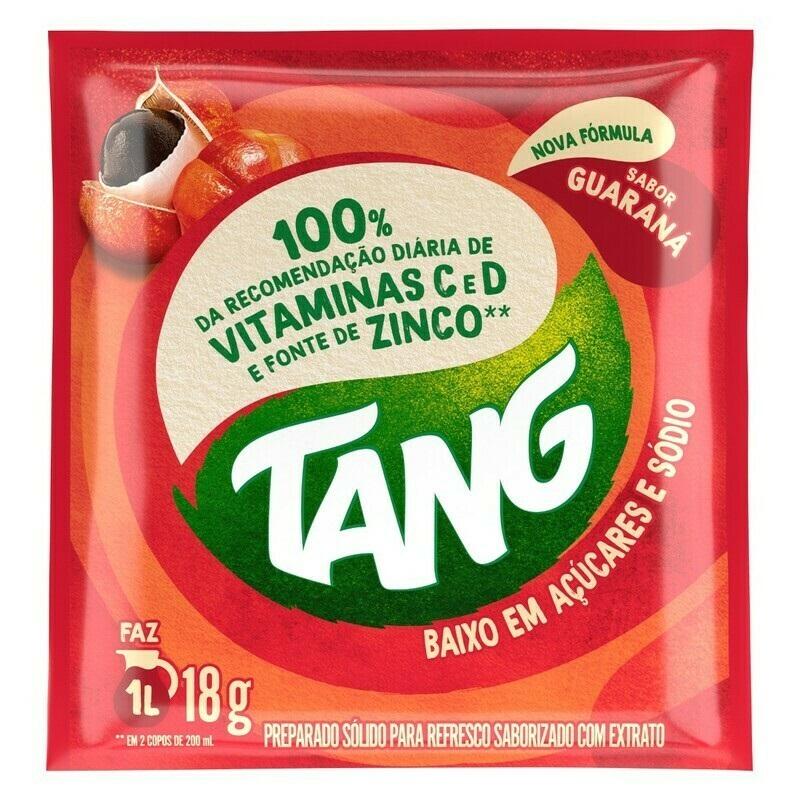 NOVA FÓRMULA
SABOR
GUARANÁ
100%
DA RECOMENDAÇÃO DIÁRIA DE
VITAMINAS C E D
E FONTE DE ZINCO**
TANG
BAIXO EM AÇÚCARES E SÓDIO
FAZ
1L 18g
** EM 2 COPOS DE 200 mL
PREPARADO SÓLIDO PARA REFRESCO SABORIZADO COM EXTRATO